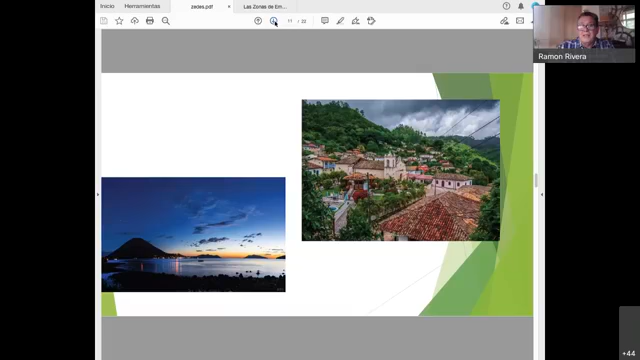 Inicio Herramientas zedes.pdf Las Zonas de Em...
11 / 22
Ramon Rivera
+44